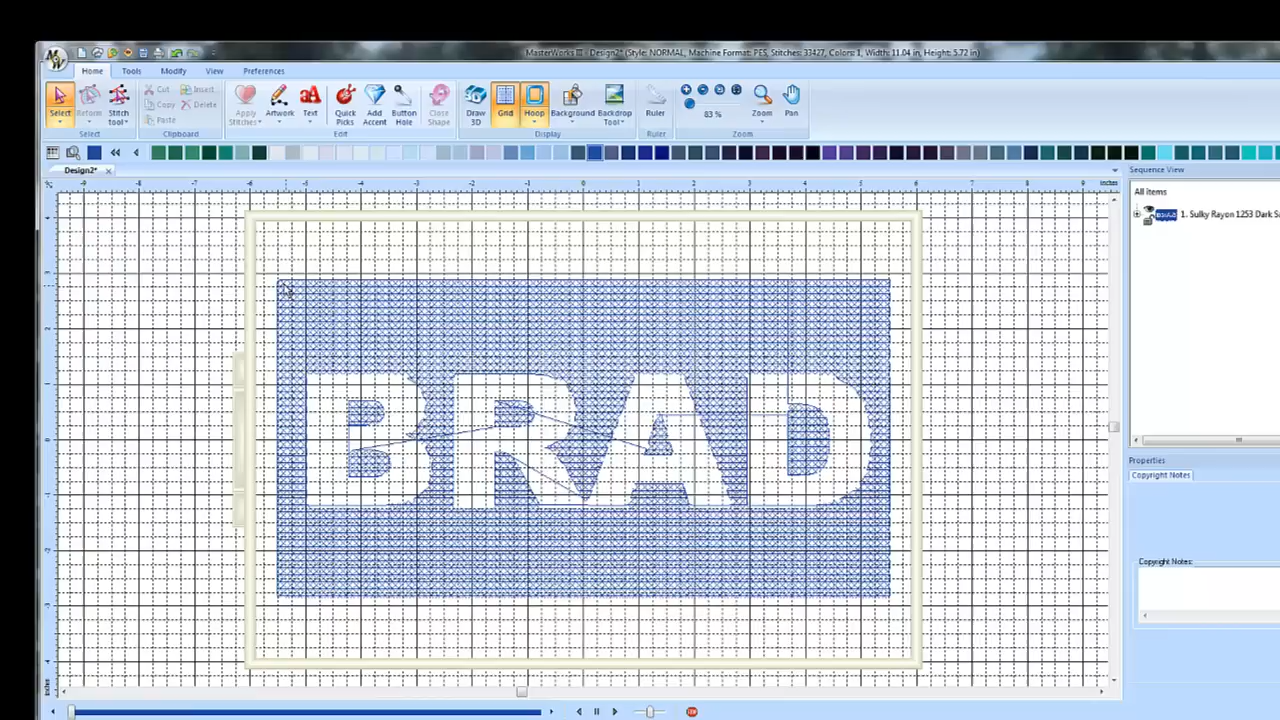 MasterWorks III - Design2* (Style: NORMAL, Machine Format: PES, Stitches: 33427, Colors: 1, Width: 11.04 in, Height: 5.72 in)
Home Tools Modify View Preferences
Select Reform Stitch tool Cut Copy Paste Insert Delete Apply Stitches Artwork Text Quick Picks Add Accent Button Hole Close Shape Draw 3D Grid Hoop Background Backdrop Tool Ruler 83 % Zoom Pan
Select Clipboard Edit Display Ruler Zoom
Design2*
Sequence View
All items
1. Sulky Rayon 1253 Dark
BRAD
Properties
Copyright Notes
Copyright Notes:
inches
inches